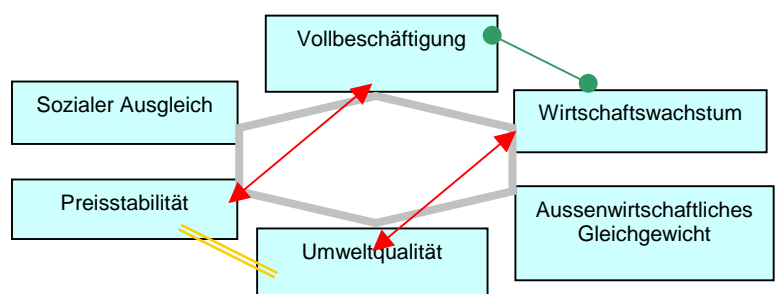 Vollbeschäftigung
Sozialer Ausgleich
Wirtschaftswachstum
Preisstabilität
Aussenwirtschaftliches
Gleichgewicht
Umweltqualität